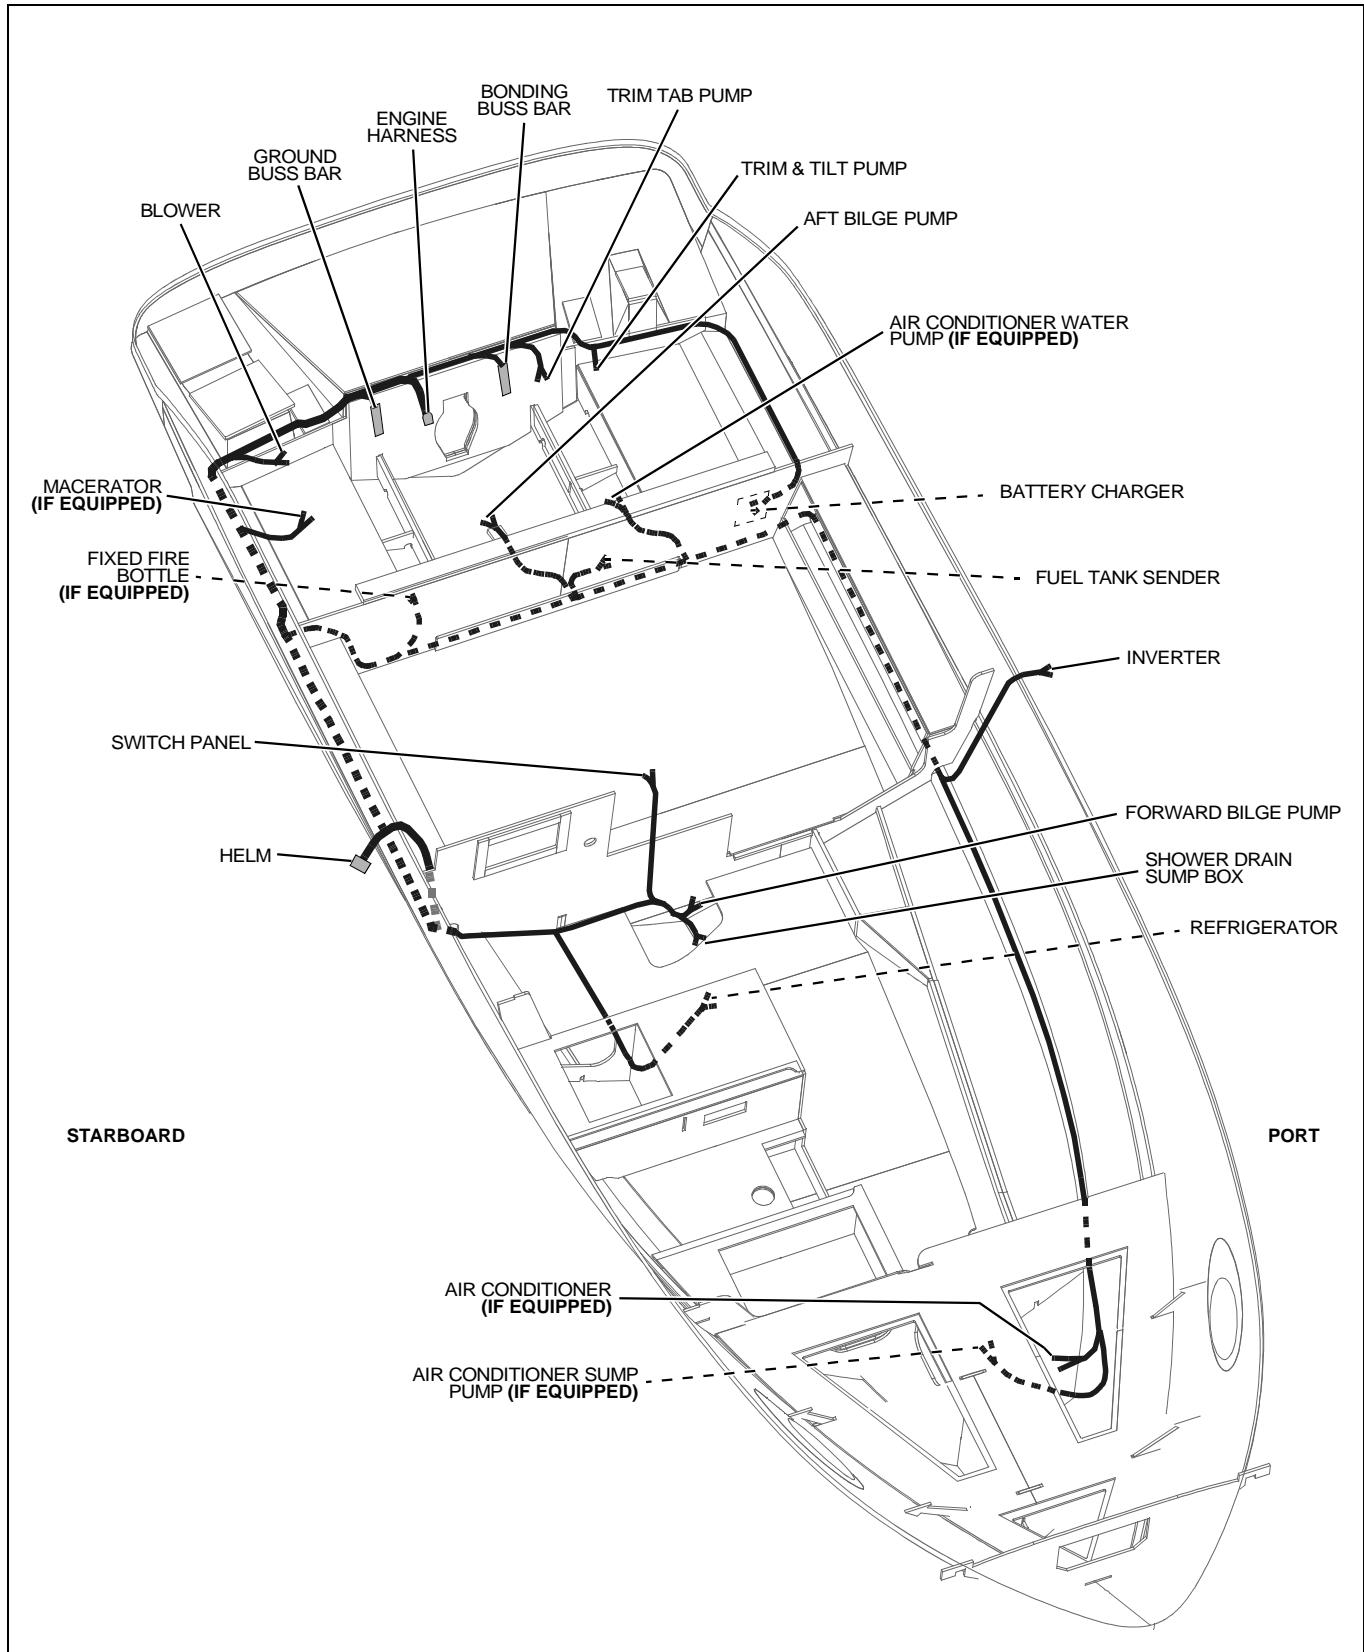 BONDING
BUSS BAR
TRIM TAB PUMP
ENGINE
HARNESS
GROUND
BUSS BAR
TRIM & TILT PUMP
BLOWER
AFT BILGE PUMP
AIR CONDITIONER WATER
PUMP (IF EQUIPPED)
MACERATOR
(IF EQUIPPED)
BATTERY CHARGER
FIXED FIRE
BOTTLE
(IF EQUIPPED)
FUEL TANK SENDER
INVERTER
SWITCH PANEL
FORWARD BILGE PUMP
HELM
SHOWER DRAIN
SUMP BOX
REFRIGERATOR
STARBOARD
PORT
AIR CONDITIONER
(IF EQUIPPED)
AIR CONDITIONER SUMP
PUMP (IF EQUIPPED)